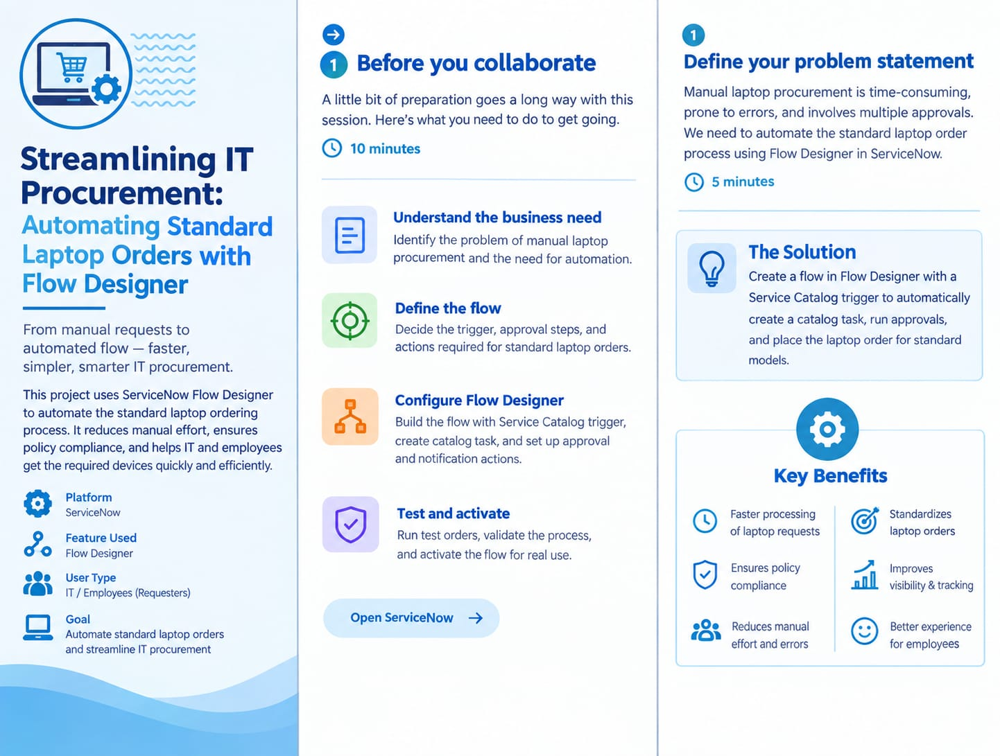 Streamlining IT
Procurement:
Automating Standard
Laptop Orders with
Flow Designer
From manual requests to
automated flow — faster,
simpler, smarter IT procurement.
This project uses ServiceNow Flow Designer
to automate the standard laptop ordering
process. It reduces manual effort, ensures
policy compliance, and helps IT and employees
get the required devices quickly and efficiently.
Platform
ServiceNow
Feature Used
Flow Designer
User Type
IT / Employees (Requesters)
Goal
Automate standard laptop orders
and streamline IT procurement
1 Before you collaborate
A little bit of preparation goes a long way with this
session. Here's what you need to do to get going.
10 minutes
Understand the business need
Identify the problem of manual laptop
procurement and the need for automation.
Define the flow
Decide the trigger, approval steps, and
actions required for standard laptop orders.
Configure Flow Designer
Build the flow with Service Catalog trigger,
create catalog task, and set up approval
and notification actions.
Test and activate
Run test orders, validate the process,
and activate the flow for real use.
Open ServiceNow →
1
Define your problem statement
Manual laptop procurement is time-consuming,
prone to errors, and involves multiple approvals.
We need to automate the standard laptop order
process using Flow Designer in ServiceNow.
5 minutes
The Solution
Create a flow in Flow Designer with a
Service Catalog trigger to automatically
create a catalog task, run approvals,
and place the laptop order for standard
models.
Key Benefits
Faster processing
of laptop requests
Standardizes
laptop orders
Ensures policy
compliance
Improves
visibility & tracking
Reduces manual
effort and errors
Better experience
for employees